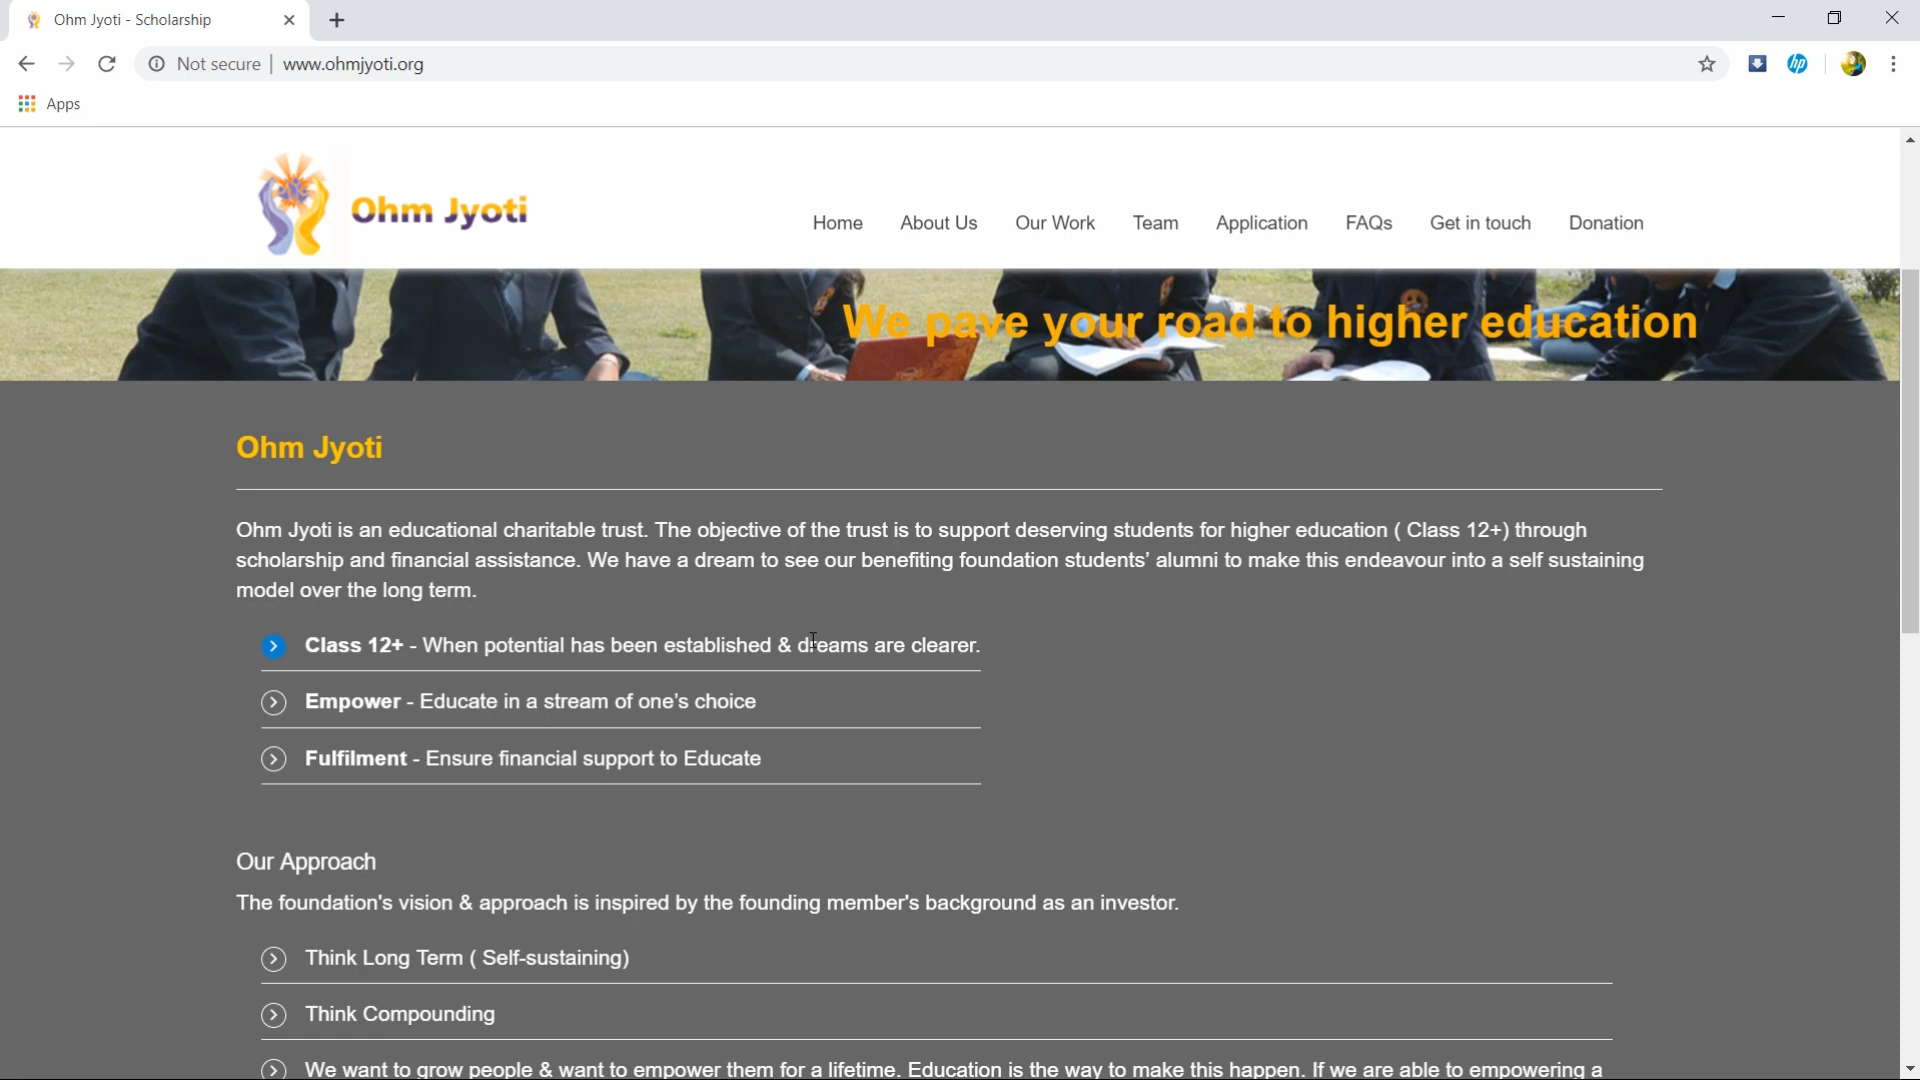 Ohm Jyoti - Scholarship
Not secure | www.ohmjyoti.org
Apps
hp
Ohm Jyoti
Home About Us Our Work Team Application FAQs Get in touch Donation
We pave your road to higher education
Ohm Jyoti
Ohm Jyoti is an educational charitable trust. The objective of the trust is to support deserving students for higher education ( Class 12+) through
scholarship and financial assistance. We have a dream to see our benefiting foundation students’ alumni to make this endeavour into a self sustaining
model over the long term.
Class 12+ - When potential has been established & dreams are clearer.
Empower - Educate in a stream of one’s choice
Fulfilment - Ensure financial support to Educate
Our Approach
The foundation's vision & approach is inspired by the founding member's background as an investor.
Think Long Term ( Self-sustaining)
Think Compounding
We want to grow people & want to empower them for a lifetime. Education is the way to make this happen. If we are able to empowering a